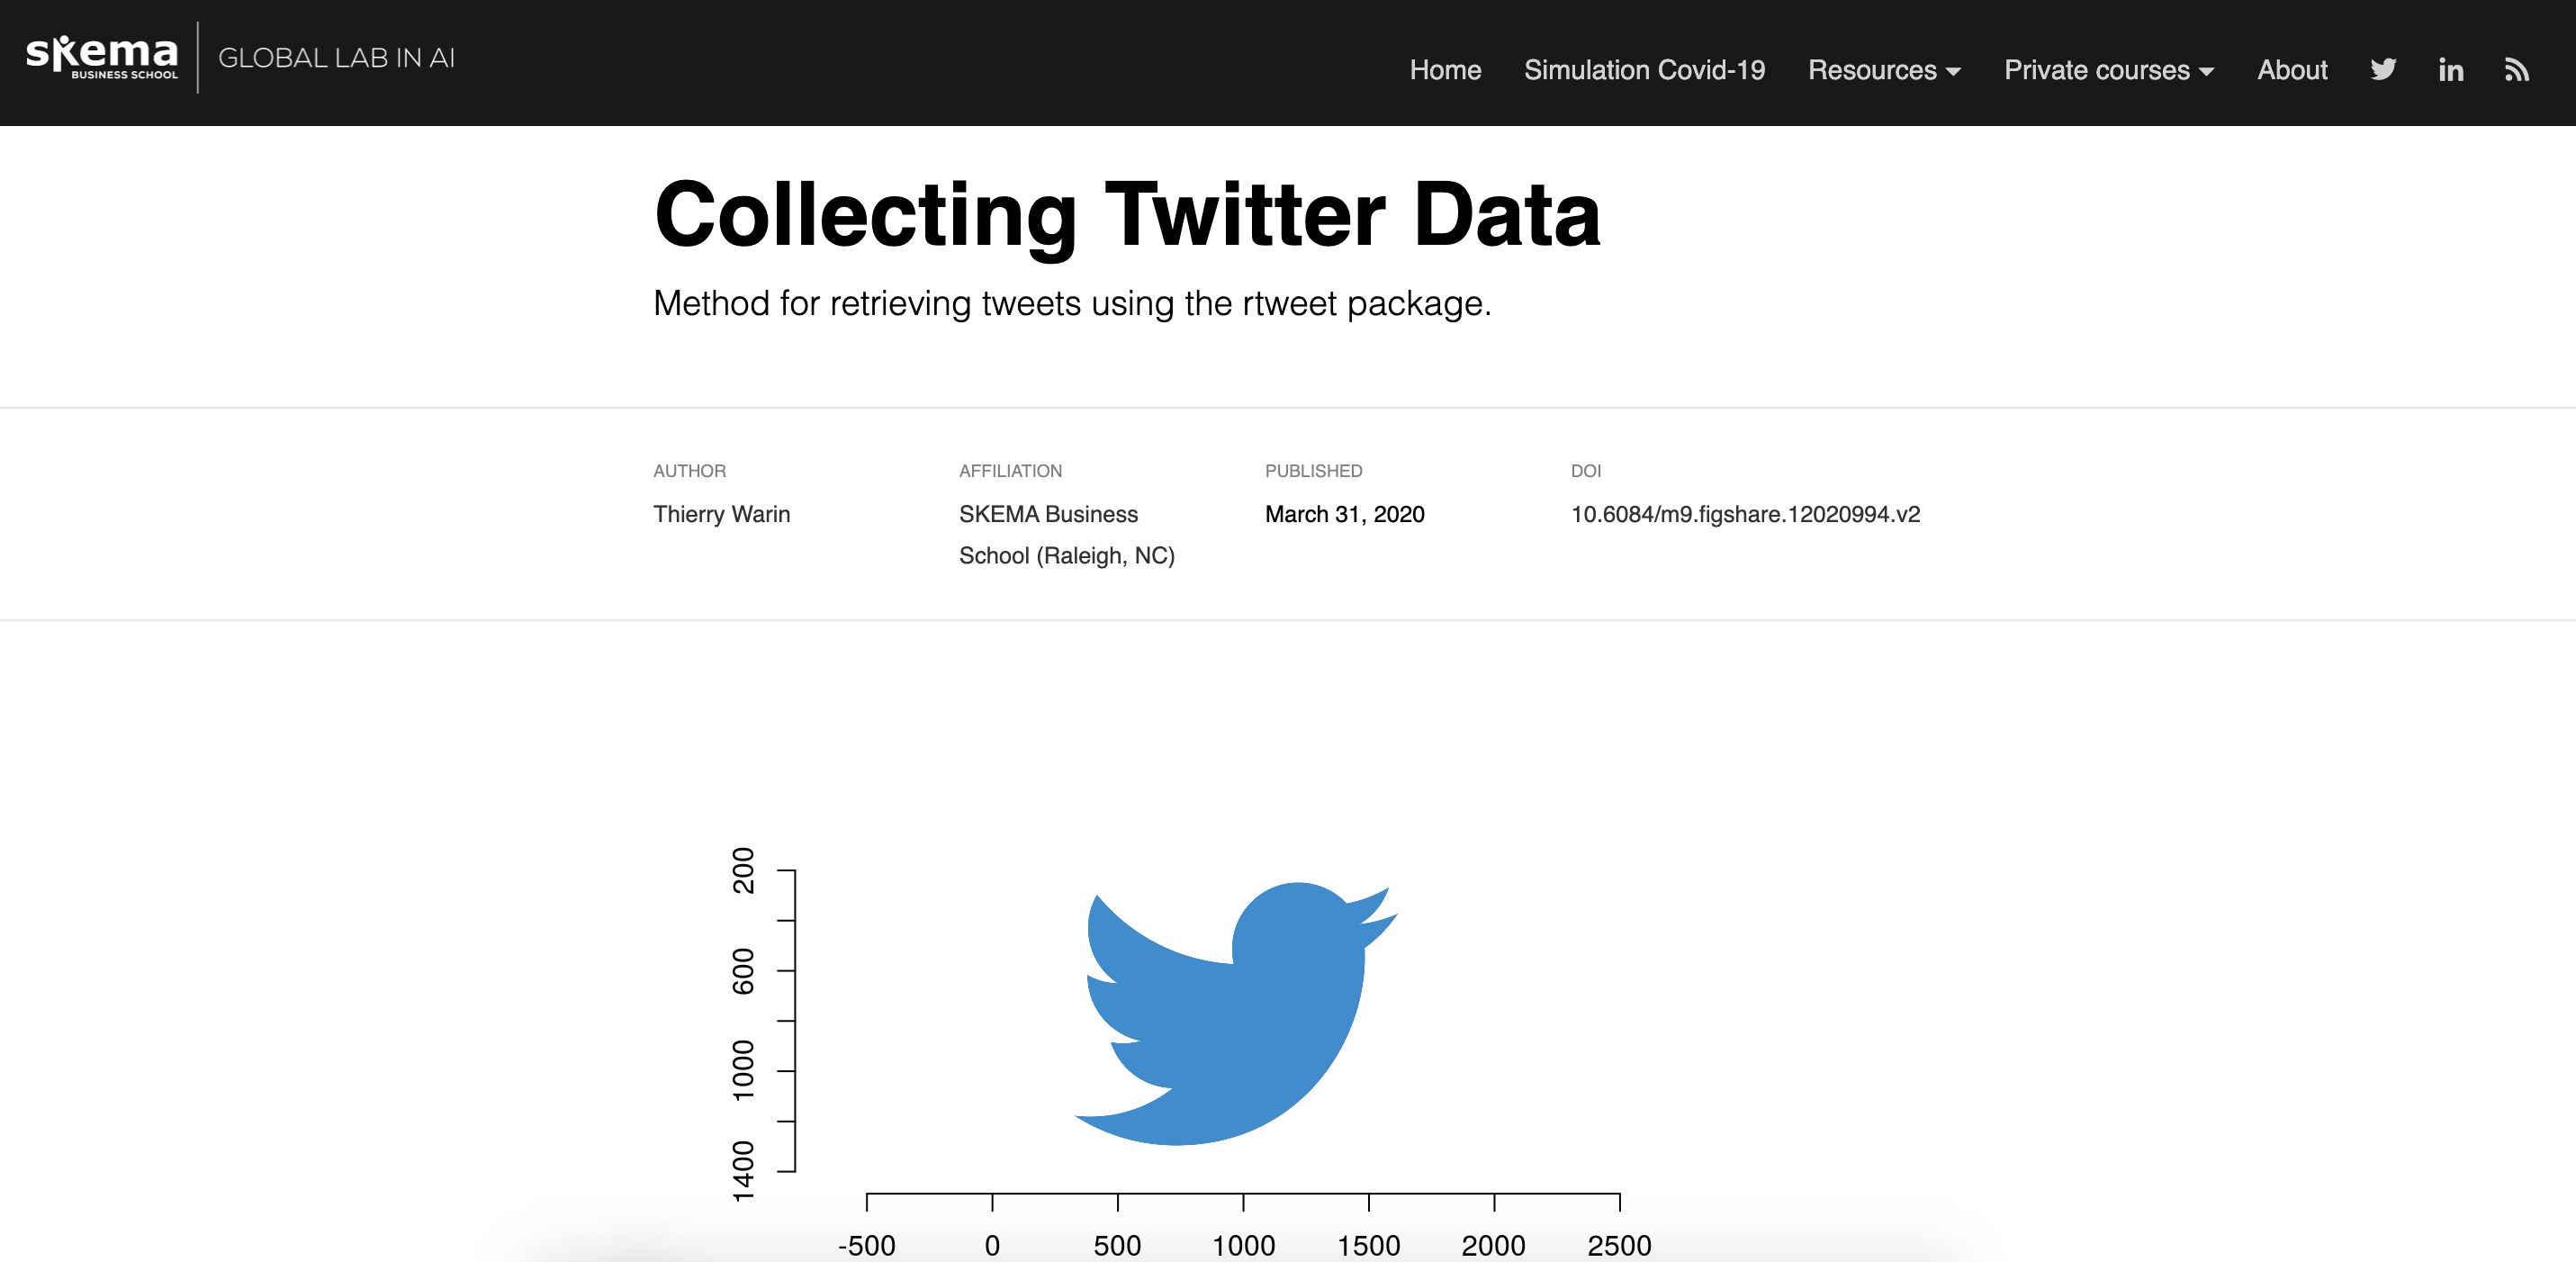 skema
BUSINESS SCHOOL
GLOBAL LAB IN AI
Home
Simulation Covid-19
Resources
Private courses
About
in
Collecting Twitter Data
Method for retrieving tweets using the rtweet package.
AUTHOR
Thierry Warin
AFFILIATION
SKEMA Business
School (Raleigh, NC)
PUBLISHED
March 31, 2020
DOI
10.6084/m9.figshare.12020994.v2
200
600
1000
1400
-500
0
500
1000
1500
2000
2500